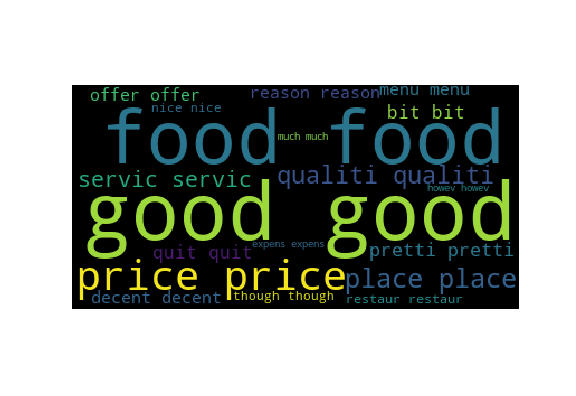 offer offer
reason reason
menu menu
nice nice
bit bit
food food
much much
servic servic
qualiti qualiti
howev howev
good good
quit quit
expens expens
pretti pretti
price price
place place
decent decent
though though
restaur restaur